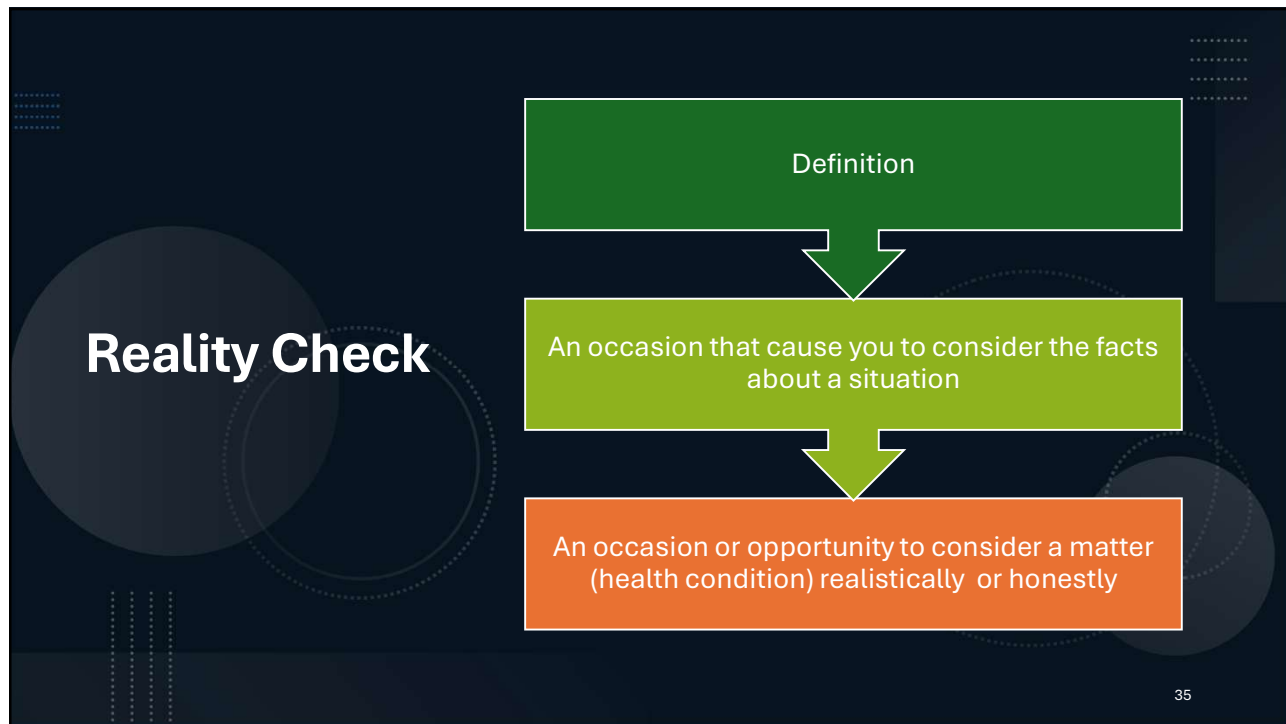 Reality Check
Definition
An occasion that cause you to consider the facts
about a situation
An occasion or opportunity to consider a matter
(health condition) realistically  or honestly
35